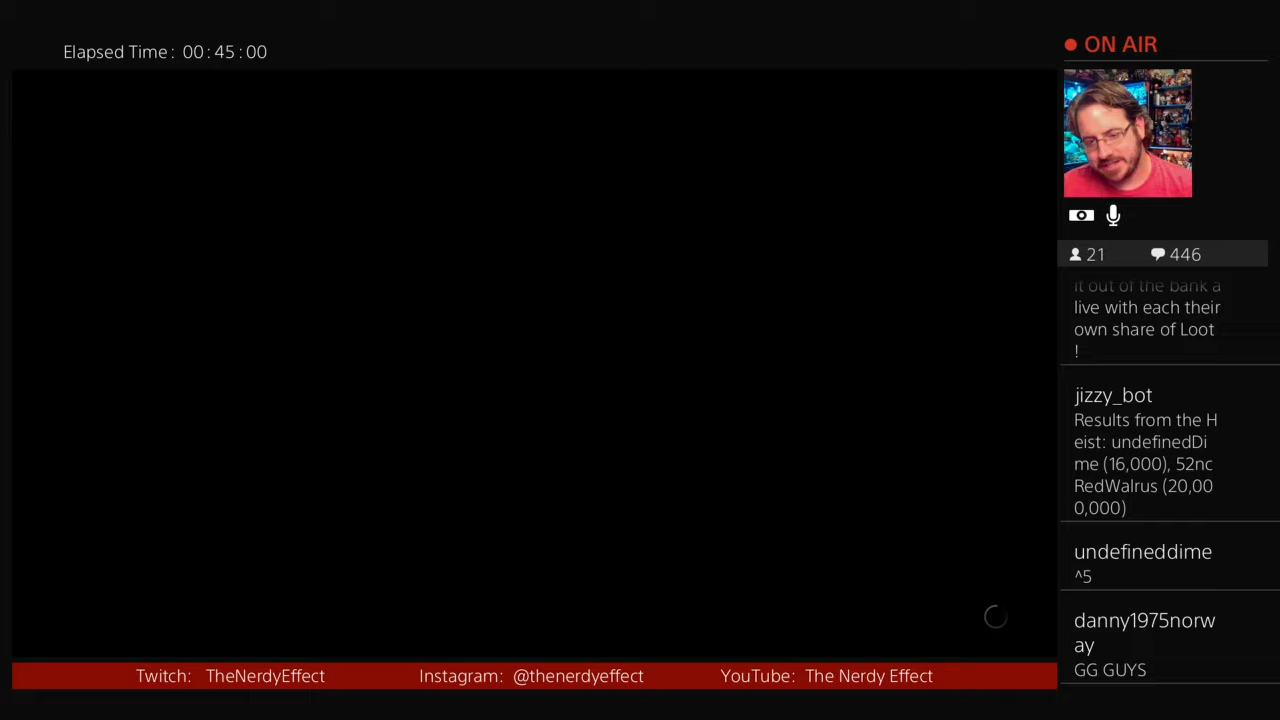 Elapsed Time: 00:45:00
ON AIR
21 446
it out of the bank a
live with each their
own share of Loot
!
jizzy_bot
Results from the H
eist: undefinedDi
me (16,000), 52nc
RedWalrus (20,00
0,000)
undefineddime
^5
danny1975norw
ay
GG GUYS
Twitch: TheNerdyEffect Instagram: @thenerdyeffect YouTube: The Nerdy Effect